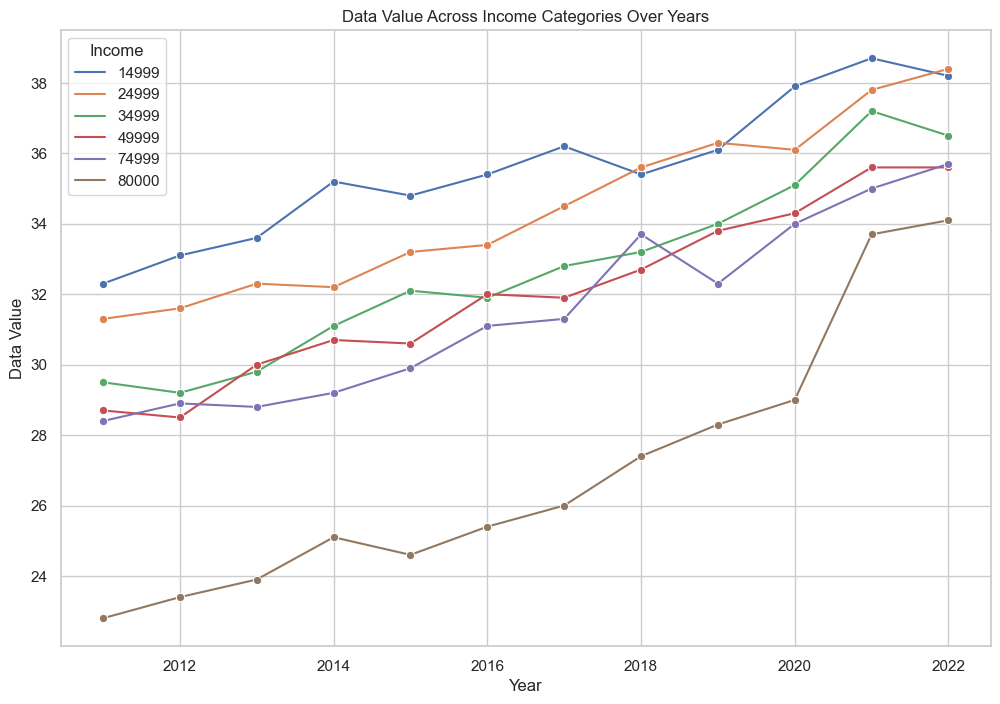 Data Value Across Income Categories Over Years
Income
14999
24999
34999
49999
74999
80000
Data Value
38
36
34
32
30
28
26
24
2012 2014 2016 2018 2020 2022
Year